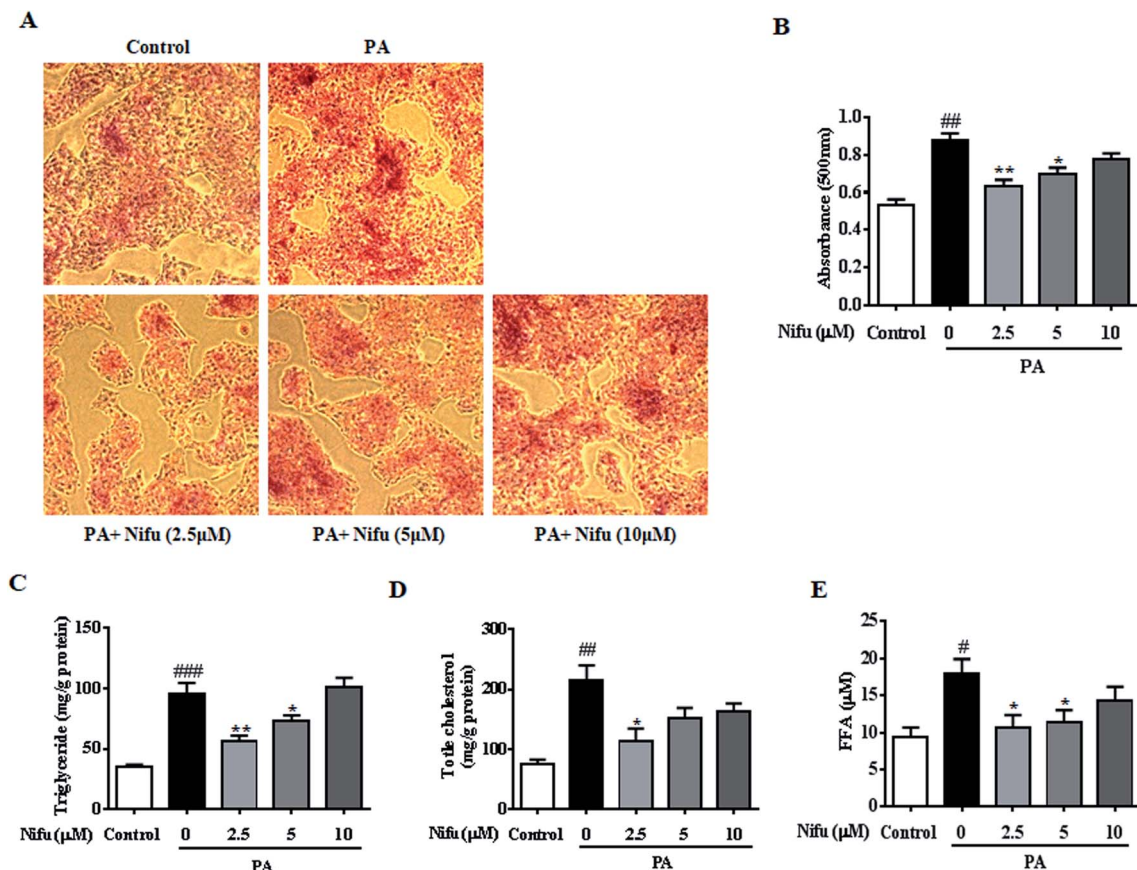 A
Control PA
PA+ Nifu (2.5μM) PA+ Nifu (5μM) PA+ Nifu (10μM)
B
Absorbance (500nm)
1.0
0.8
0.6
0.4
0.2
0.0
##
**
*
Nifu (μM) Control 0 2.5 5 10
PA
C
Triglyceride (mg/g protein)
150
100
50
0
###
**
*
Nifu (μM) Control 0 2.5 5 10
PA
D
Totle cholesterol
(mg/g protein)
300
200
100
0
##
*
Nifu (μM) Control 0 2.5 5 10
PA
E
FFA (μM)
25
20
15
10
5
0
#
*
*
Nifu (μM) Control 0 2.5 5 10
PA